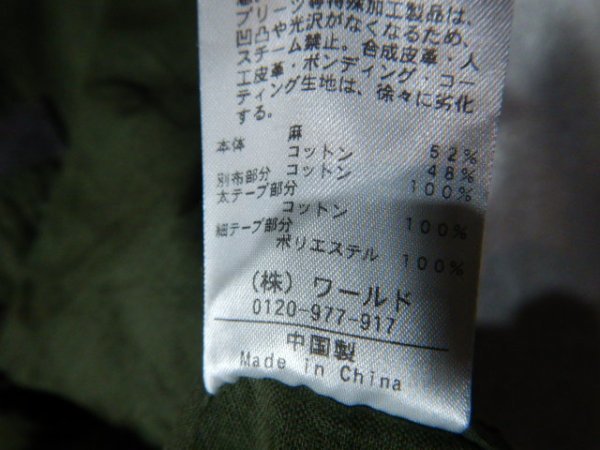 プリーツ等特殊加工製品は、
凹凸や光沢がなくなるため、
スチーム禁止。合成皮革・人
工皮革・ボンディング・コー
ティング生地は、徐々に劣化
する。
本体 麻 52%
コットン 48%
別布部分 コットン 100%
太テープ部分
コットン 100%
細テープ部分
ポリエステル 100%
(株) ワールド
0120-977-917
中国製
Made in China